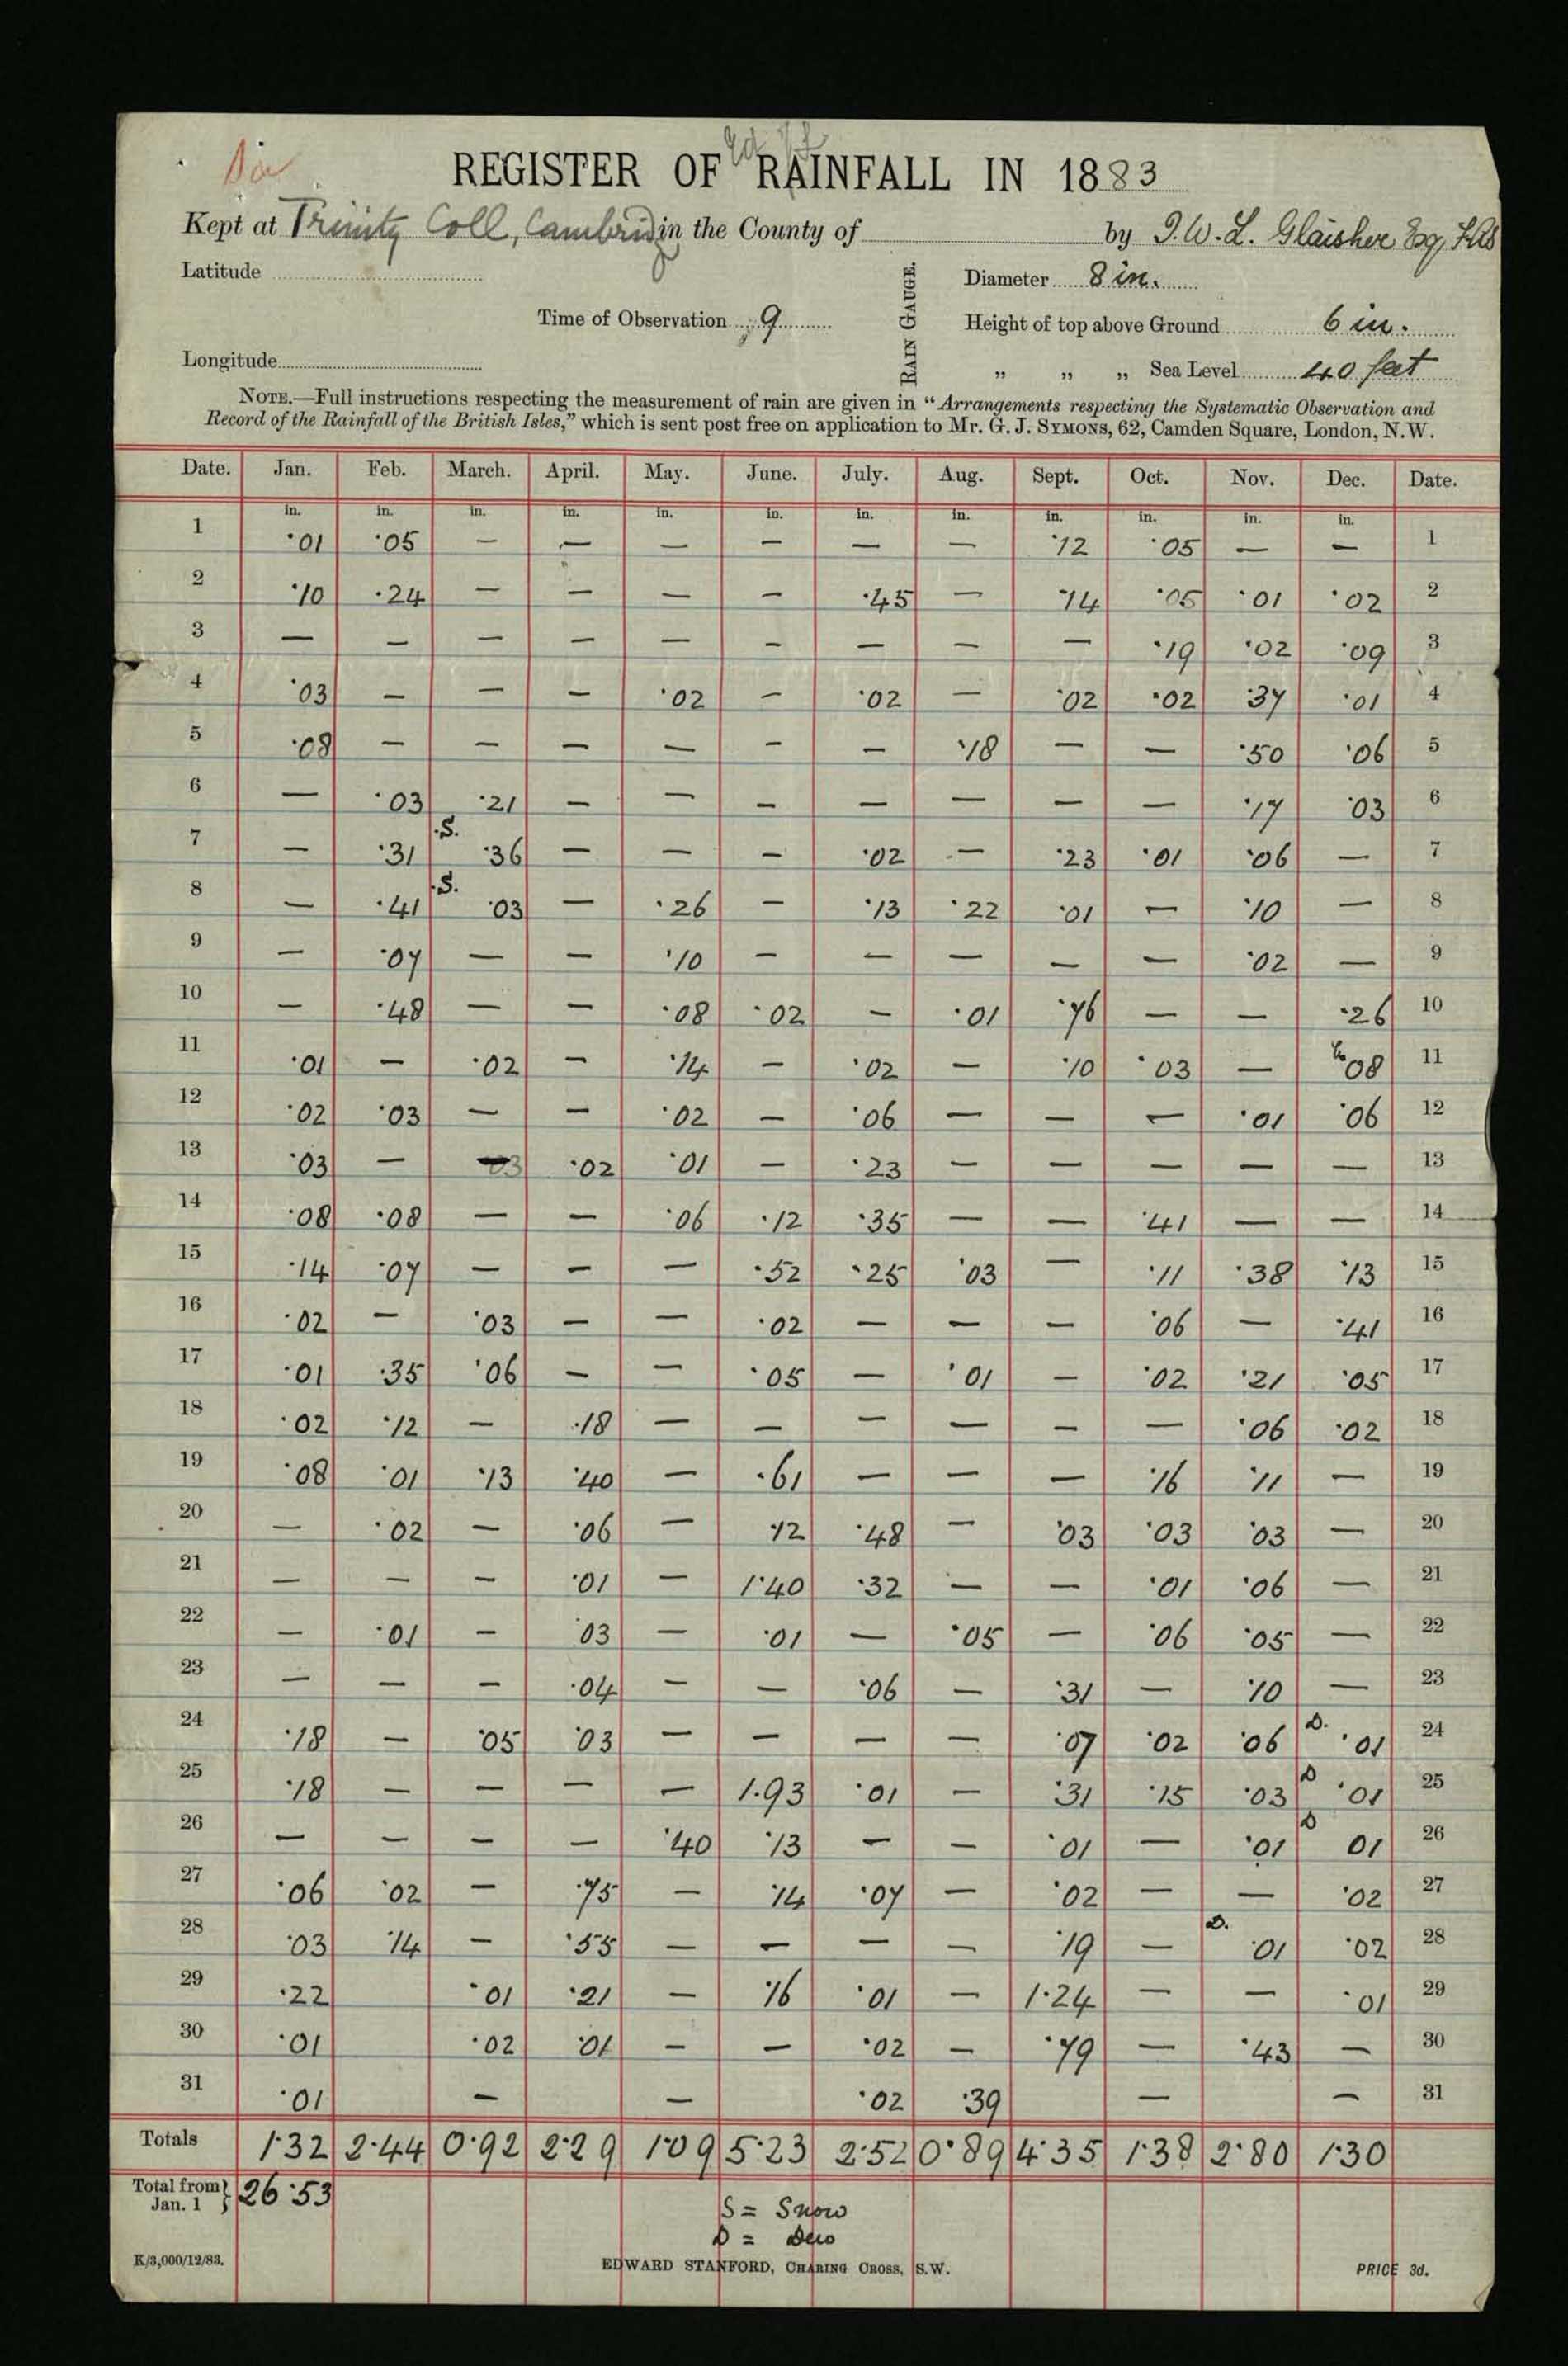 REGISTER OF RAINFALL IN 1883
Kept at Trinity Coll, Cambridge in the County of by J. W. L. Glaisher Esq,
Latitude
Diameter 8 in.
Time of Observation 9
RAIN GAUGE.
Height of top above Ground 6 in.
Longitude
„ „ „ Sea Level 40 feet
NOTE.—Full instructions respecting the measurement of rain are given in “Arrangements respecting the Systematic Observation and
Record of the Rainfall of the British Isles,” which is sent post free on application to Mr. G. J. SYMONS, 62, Camden Square, London, N.W.
Date. Jan. Feb. March. April. May. June. July. Aug. Sept. Oct. Nov. Dec. Date.
in. in. in. in. in. in. in. in. in. in. in. in.
1 ·01 ·05 — — — — — — ·12 ·05 — — 1
2 ·10 ·24 — — — — ·45 — ·14 ·05 ·01 ·02 2
3 — — — — — — — — — ·19 ·02 ·09 3
4 ·03 — — — ·02 — ·02 — ·02 ·02 ·37 ·01 4
5 ·08 — — — — — — ·18 — — ·50 ·06 5
6 — ·03 ·21 — — — — — — — ·17 ·03 6
7 — ·31 S. ·36 — — — ·02 — ·23 ·01 ·06 — 7
8 — ·41 S. ·03 — ·26 — ·13 ·22 ·01 — ·10 — 8
9 — ·07 — — ·10 — — — — — ·02 — 9
10 — ·48 — — ·08 ·02 — ·01 ·76 — — ·26 10
11 ·01 — ·02 — ·14 — ·02 — ·10 ·03 — ·08 11
12 ·02 ·03 — — ·02 — ·06 — — — ·01 ·06 12
13 ·03 — — ·02 ·01 — ·23 — — — — — 13
14 ·08 ·08 — — ·06 ·12 ·35 — — ·41 — — 14
15 ·14 ·07 — — — ·52 ·25 ·03 — ·11 ·38 ·13 15
16 ·02 — ·03 — — ·02 — — — ·06 — ·41 16
17 ·01 ·35 ·06 — — ·05 — ·01 — ·02 ·21 ·05 17
18 ·02 ·12 — ·18 — — — — — — ·06 ·02 18
19 ·08 ·01 ·13 ·40 — ·61 — — — ·16 ·11 — 19
20 — ·02 — ·06 — ·12 ·48 — ·03 ·03 ·03 — 20
21 — — — ·01 — 1·40 ·32 — — ·01 ·06 — 21
22 — ·01 — ·03 — ·01 — ·05 — ·06 ·05 — 22
23 — — — ·04 — — ·06 — ·31 — ·10 — 23
24 ·18 — ·05 ·03 — — — — ·07 ·02 ·06 D. ·01 24
25 ·18 — — — — 1·93 ·01 — ·31 ·15 ·03 D ·01 25
26 — — — — ·40 ·13 — — ·01 — ·01 D 01 26
27 ·06 ·02 — ·75 — ·14 ·07 — ·02 — — ·02 27
28 ·03 ·14 — ·55 — — — — ·19 — D. ·01 ·02 28
29 ·22 ·01 ·21 — ·16 ·01 — 1·24 — — ·01 29
30 ·01 ·02 ·01 — — ·02 — ·79 — ·43 — 30
31 ·01 — — ·02 ·39 — — 31
Totals 1·32 2·44 0·92 2·29 1·09 5·23 2·52 0·89 4·35 1·38 2·80 1·30
Total from Jan. 1 } 26·53
S = Snow
D = Dew
K/3,000/12/83.
EDWARD STANFORD, CHARING CROSS, S.W.
PRICE 3d.